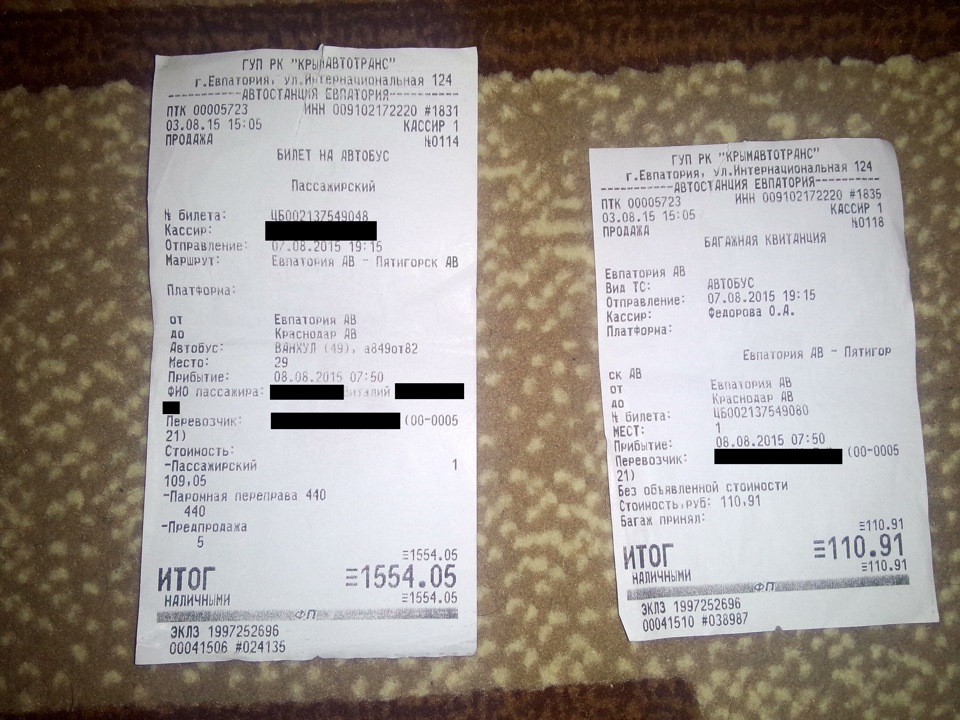 ГУП РК "КРЫМАВТОТРАНС"
г.Евпатория, ул.Интернациональная 124
АВТОСТАНЦИЯ ЕВПАТОРИЯ
ПТК 00005723 ИНН 009102172220 #1831
03.08.15 15:05 КАССИР 1
ПРОДАЖА №0114
БИЛЕТ НА АВТОБУС
Пассажирский
№ билета: ЦБ002137549048
Кассир:
Отправление: 07.08.2015 19:15
Маршрут: Евпатория АВ - Пятигорск АВ
Платформа:
от Евпатория АВ
до Краснодар АВ
Автобус: ВАНХУЛ (49), а849от82
Место: 29
Прибытие: 08.08.2015 07:50
ФИО пассажира: италий
Перевозчик: (00-0005
21)
Стоимость:
-Пассажирский 1
109,05
-Паромная переправа 440
440
-Предпродажа
5
≡1554.05
ИТОГ ≡1554.05
НАЛИЧНЫМИ ≡1554.05
ФП
ЭКЛЗ 1997252696
00041506 #024135
ГУП РК "КРЫМАВТОТРАНС"
г.Евпатория, ул.Интернациональная 124
АВТОСТАНЦИЯ ЕВПАТОРИЯ
ПТК 00005723 ИНН 009102172220 #1835
03.08.15 15:05 КАССИР 1
ПРОДАЖА №0118
БАГАЖНАЯ КВИТАНЦИЯ
Евпатория АВ
Вид ТС: АВТОБУС
Отправление: 07.08.2015 19:15
Кассир: Федорова О.А.
Платформа:
Евпатория АВ - Пятигор
ск АВ
от Евпатория АВ
до Краснодар АВ
№ билета: ЦБ002137549080
МЕСТ: 1
Прибытие: 08.08.2015 07:50
Перевозчик: (00-0005
21)
Без объявленной стоимости
Стоимость,руб: 110,91
Багаж принял:
≡110.91
ИТОГ ≡110.91
НАЛИЧНЫМИ ≡110.91
ФП
ЭКЛЗ 1997252696
00041510 #038987